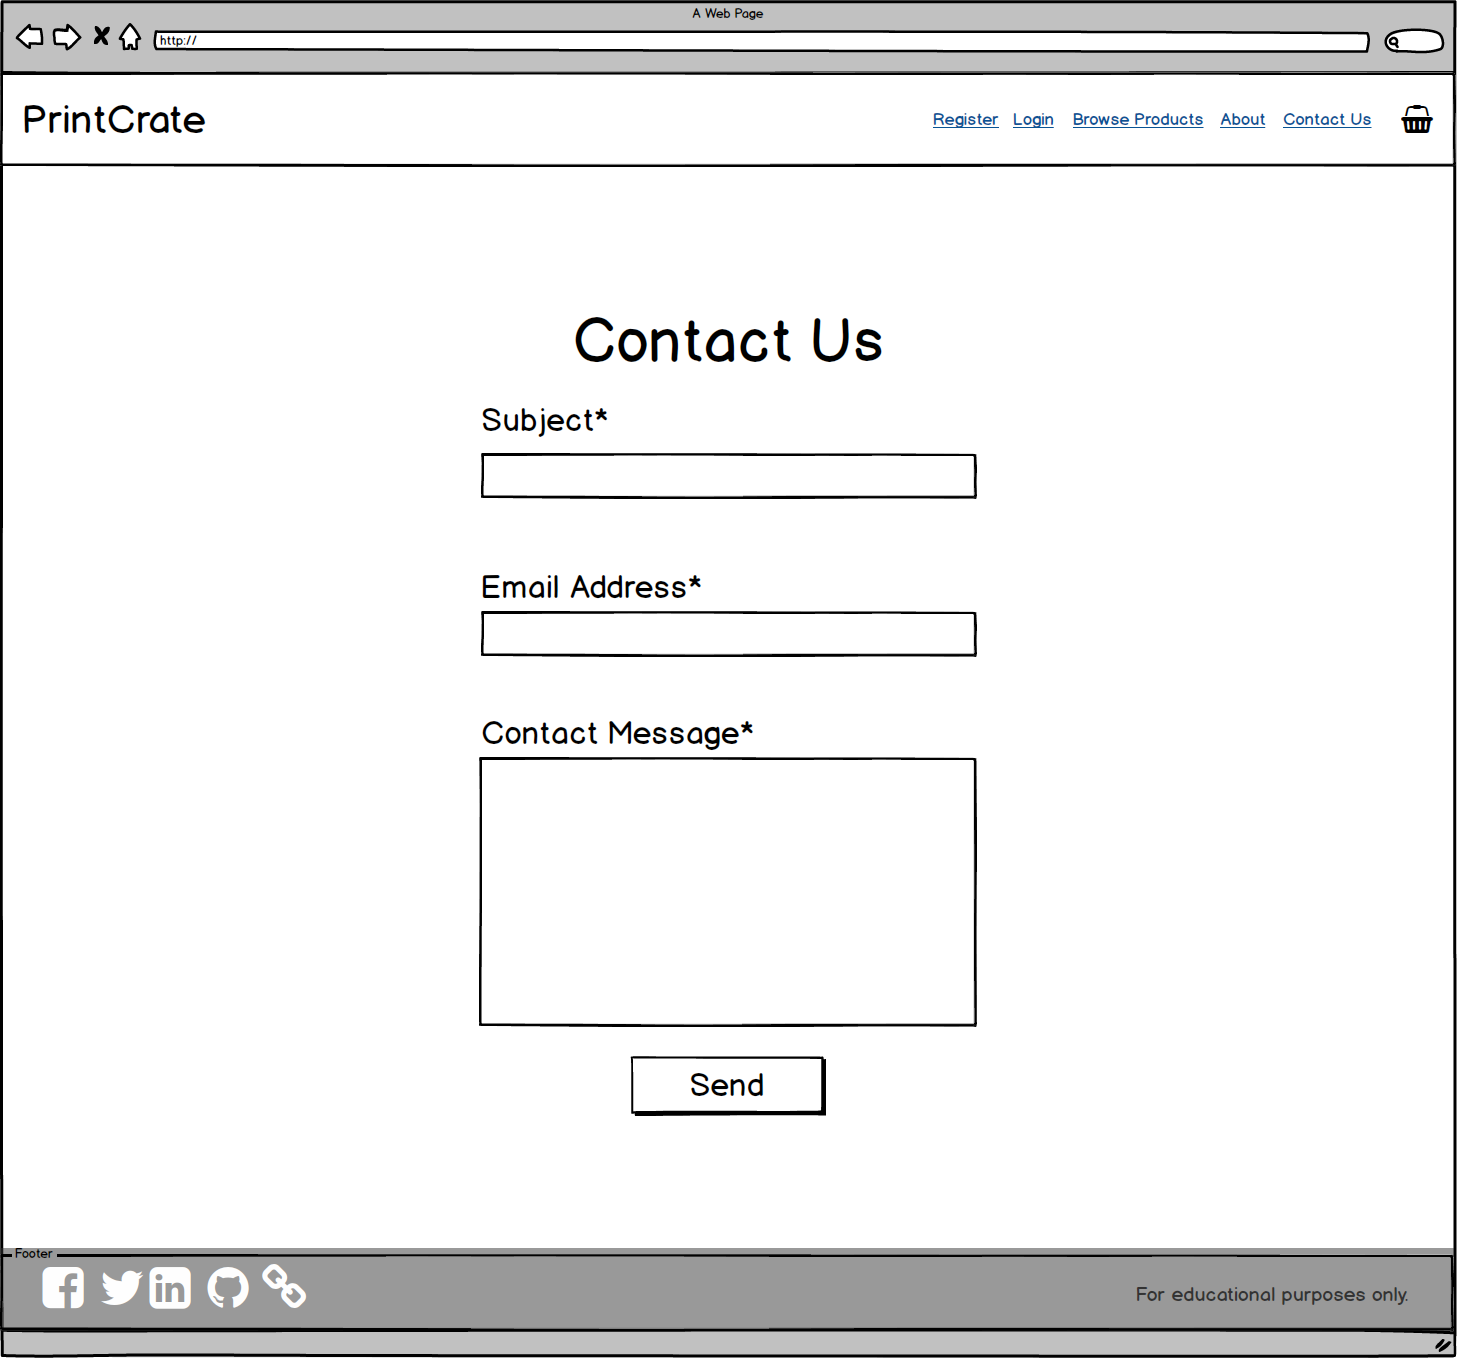 A Web Page
http://
PrintCrate
Register Login Browse Products About Contact Us
Contact Us
Subject*
Email Address*
Contact Message*
Send
Footer
For educational purposes only.